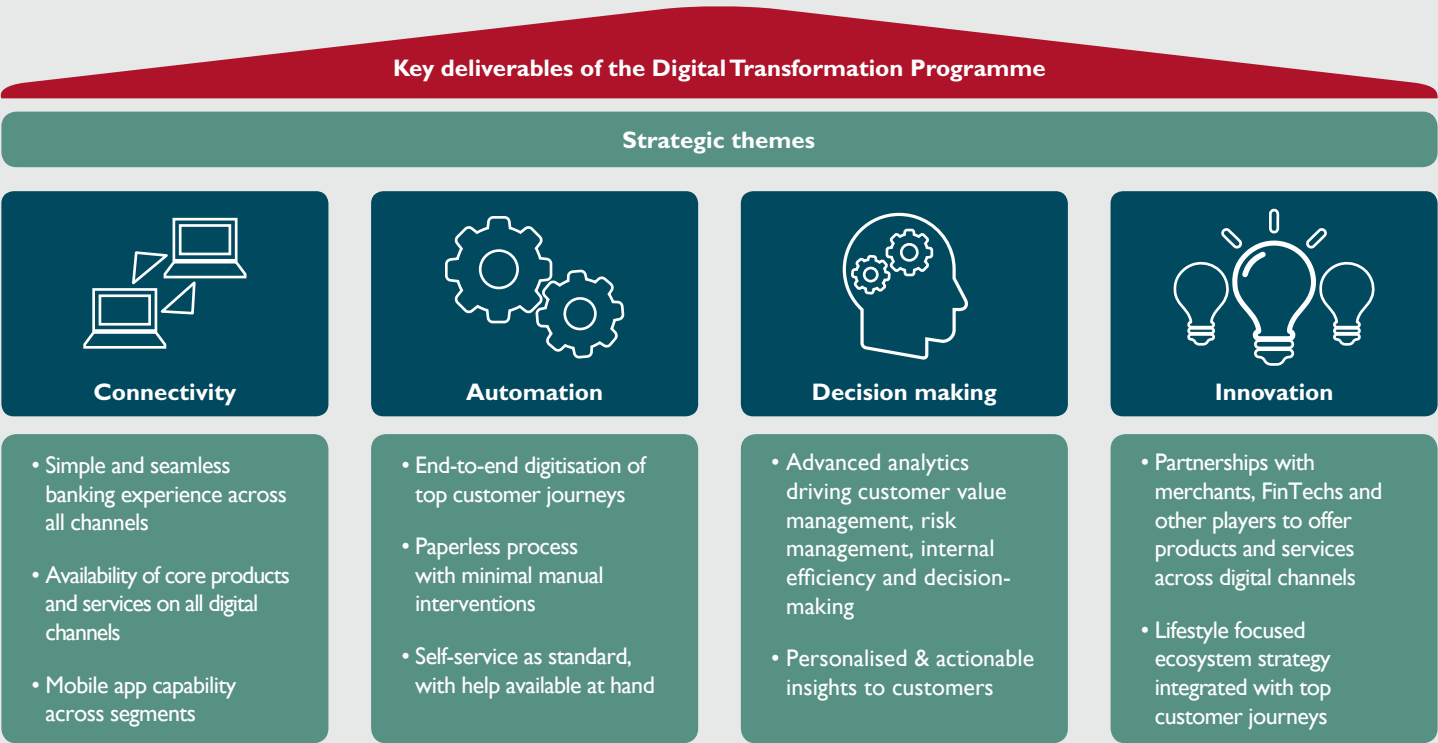 Key deliverables of the Digital Transformation Programme
Strategic themes
Connectivity
• Simple and seamless
banking experience across
all channels
• Availability of core products
and services on all digital
channels
• Mobile app capability
across segments
Automation
• End-to-end digitisation of
top customer journeys
• Paperless process
with minimal manual
interventions
• Self-service as standard,
with help available at hand
Decision making
• Advanced analytics
driving customer value
management, risk
management, internal
efficiency and decision-
making
• Personalised & actionable
insights to customers
Innovation
• Partnerships with
merchants, FinTechs and
other players to offer
products and services
across digital channels
• Lifestyle focused
ecosystem strategy
integrated with top
customer journeys